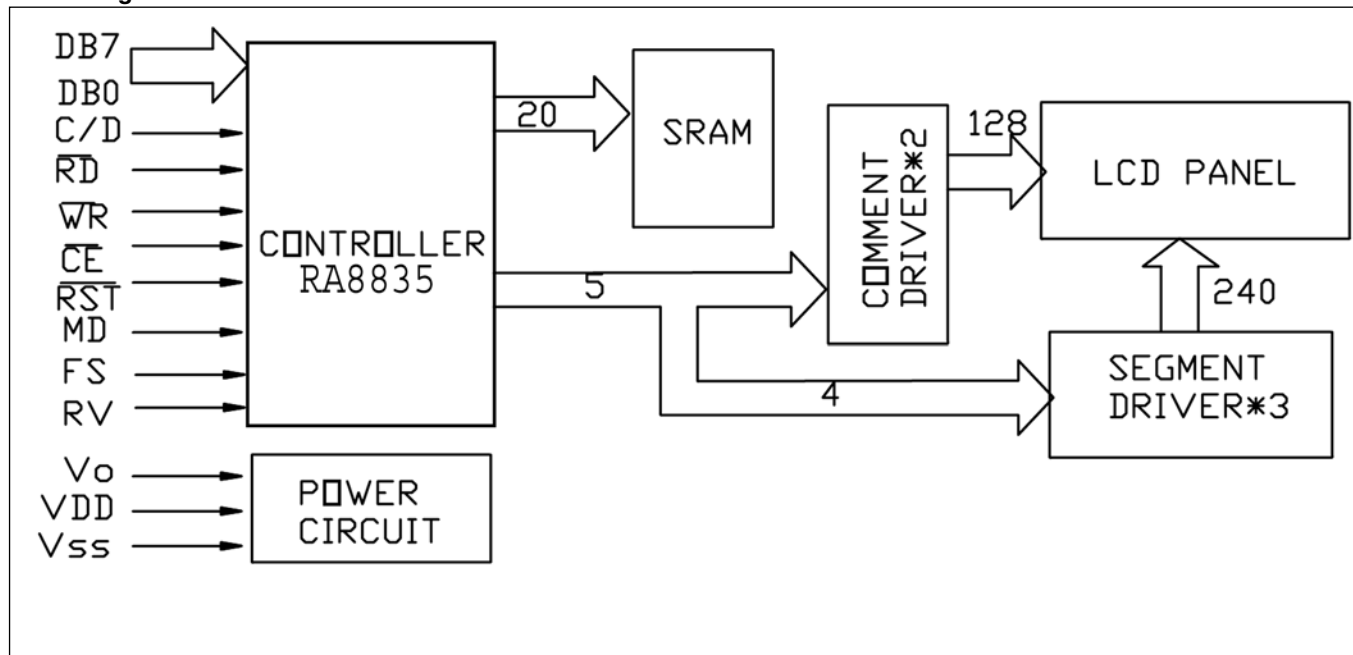 DB7
DB0
C/D
RD
WR
CE
RST
MD
FS
RV
Vo
VDD
Vss
CONTROLLER
RA8835
POWER
CIRCUIT
20
SRAM
5
4
COMMENT
DRIVER*2
128
LCD PANEL
240
SEGMENT
DRIVER*3